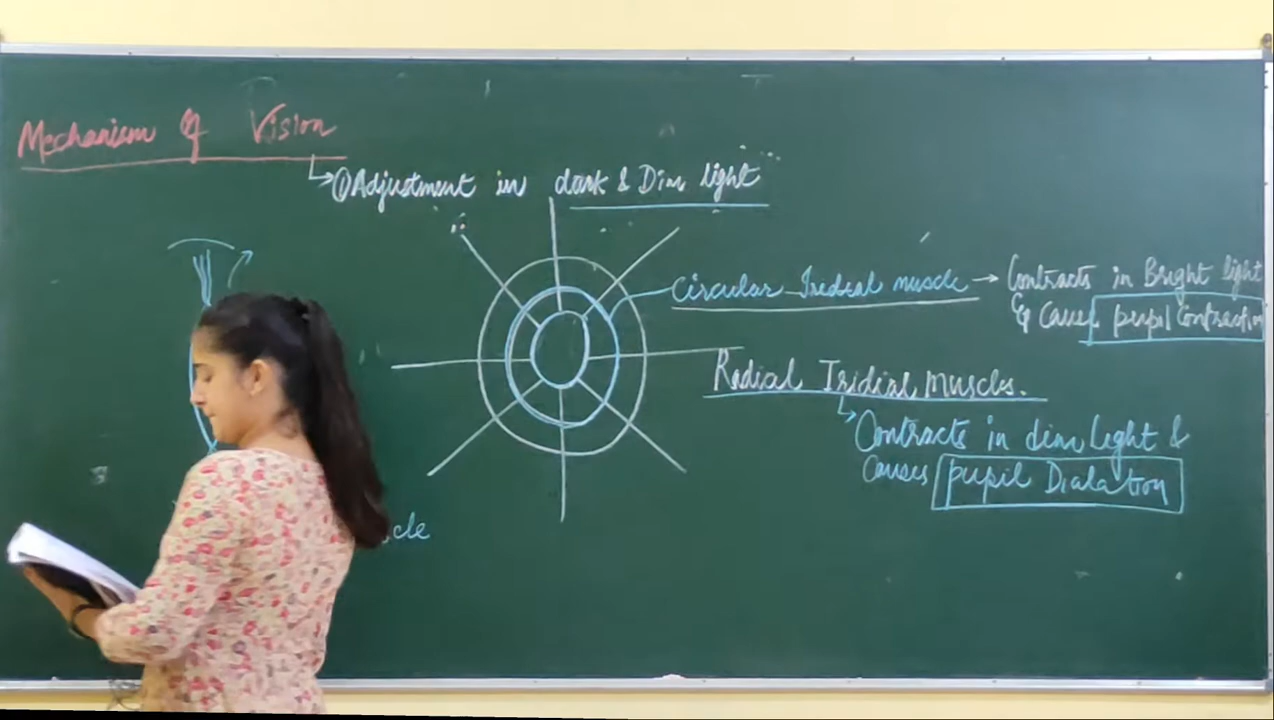 Mechanism of Vision
①Adjustment in dark & Dim light
Circular Iredial muscle → Contracts in Bright light
& Causes pupil Contraction
Radial Iridial Muscles.
Contracts in dim light &
Causes pupil Dialation
cle